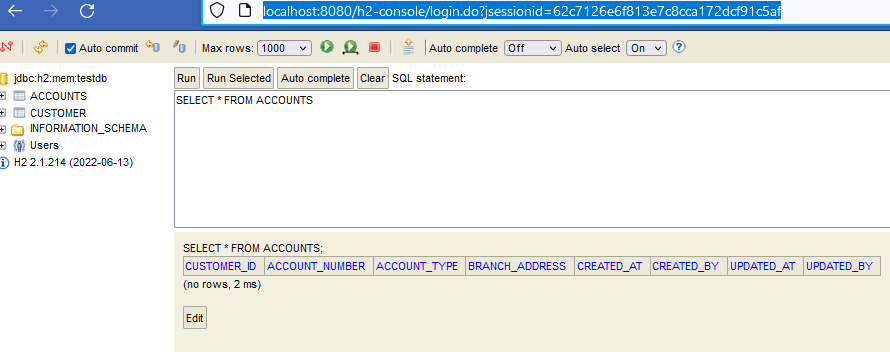 localhost:8080/h2-console/login.do?jsessionid=62c7126e6f813e7c8cca172dcf91c5af
Auto commit Max rows: 1000 Auto complete Off Auto select On ?
jdbc:h2:mem:testdb
ACCOUNTS
CUSTOMER
INFORMATION_SCHEMA
Users
H2 2.1.214 (2022-06-13)
Run Run Selected Auto complete Clear SQL statement:
SELECT * FROM ACCOUNTS
SELECT * FROM ACCOUNTS;
CUSTOMER_ID ACCOUNT_NUMBER ACCOUNT_TYPE BRANCH_ADDRESS CREATED_AT CREATED_BY UPDATED_AT UPDATED_BY
(no rows, 2 ms)
Edit